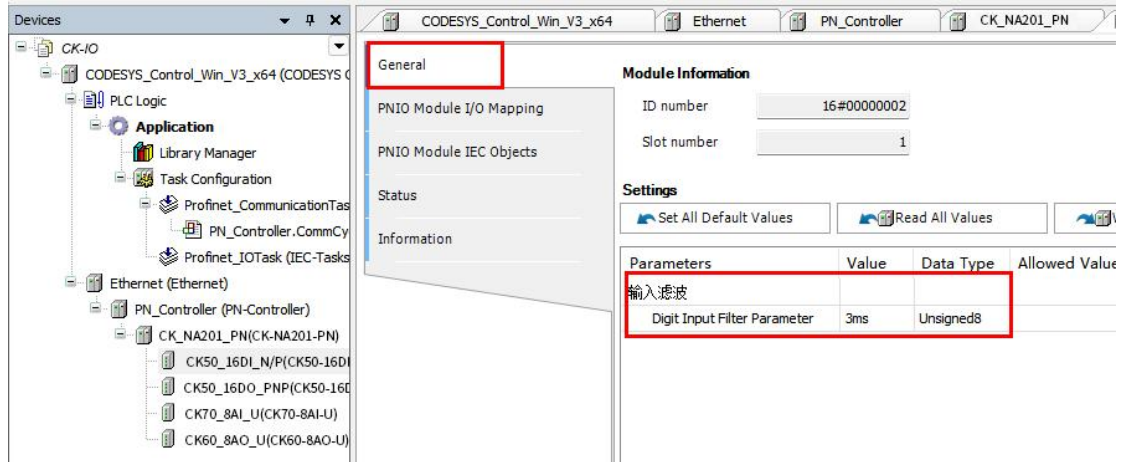 Devices
CODESYS_Control_Win_V3_x64
Ethernet
PN_Controller
CK_NA201_PN
CK-IO
CODESYS_Control_Win_V3_x64 (CODESYS
PLC Logic
Application
Library Manager
Task Configuration
Profinet_CommunicationTas
PN_Controller.CommCy
Profinet_IOTask (IEC-Tasks
Ethernet (Ethernet)
PN_Controller (PN-Controller)
CK_NA201_PN(CK-NA201-PN)
CK50_16DI_N/P(CK50-16DI
CK50_16DO_PNP(CK50-16D
CK70_8AI_U(CK70-8AI-U)
CK60_8AO_U(CK60-8AO-U)
General
PNIO Module I/O Mapping
PNIO Module IEC Objects
Status
Information
Module Information
ID number 16#00000002
Slot number 1
Settings
Set All Default Values Read All Values
Parameters Value Data Type Allowed Value
输入滤波
Digit Input Filter Parameter 3ms Unsigned8